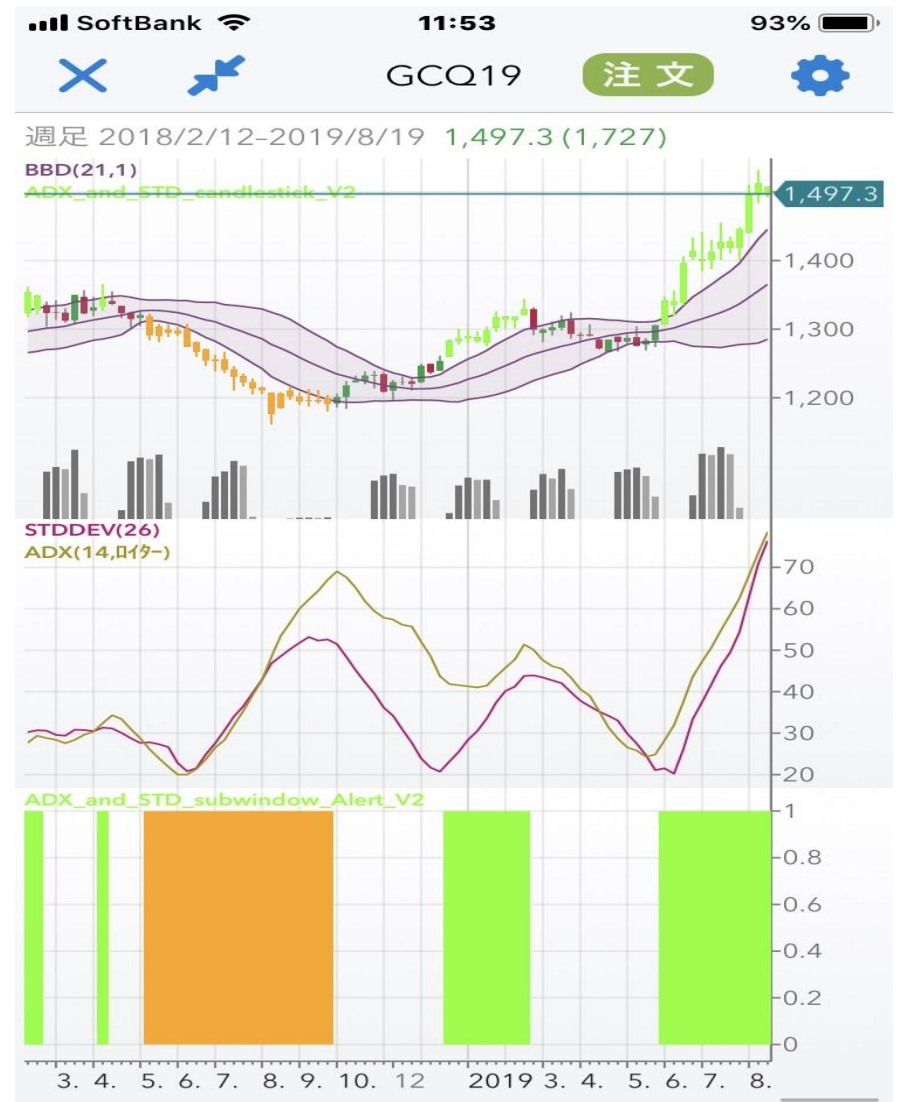 SoftBank 11:53 93%
GCQ19 注文
週足 2018/2/12-2019/8/19 1,497.3 (1,727)
BBD(21,1)
ADX_and_STD_candlestick_V2
1,497.3
1,400
1,300
1,200
STDDEV(26)
ADX(14,ﾛｲﾀｰ)
70
60
50
40
30
20
ADX_and_STD_subwindow_Alert_V2
1
0.8
0.6
0.4
0.2
0
3. 4. 5. 6. 7. 8. 9. 10. 12 2019 3. 4. 5. 6. 7. 8.